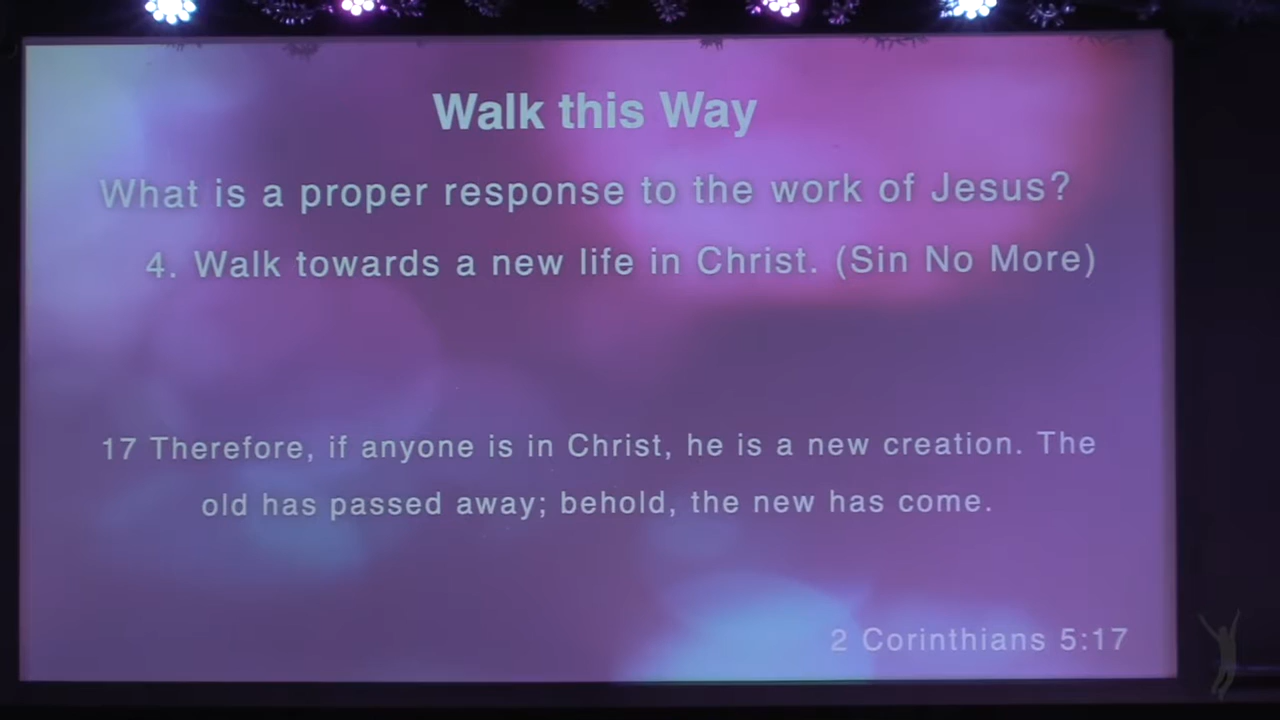 Walk this Way
What is a proper response to the work of Jesus?
4. Walk towards a new life in Christ. (Sin No More)
17 Therefore, if anyone is in Christ, he is a new creation. The
old has passed away; behold, the new has come.
2 Corinthians 5:17